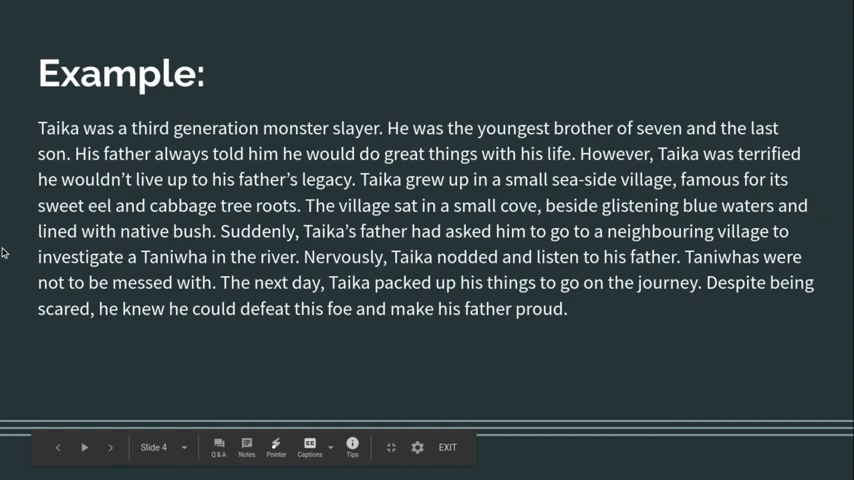 Example:
Taika was a third generation monster slayer. He was the youngest brother of seven and the last
son. His father always told him he would do great things with his life. However, Taika was terrified
he wouldn’t live up to his father’s legacy. Taika grew up in a small sea-side village, famous for its
sweet eel and cabbage tree roots. The village sat in a small cove, beside glistening blue waters and
lined with native bush. Suddenly, Taika’s father had asked him to go to a neighbouring village to
investigate a Taniwha in the river. Nervously, Taika nodded and listen to his father. Taniwhas were
not to be messed with. The next day, Taika packed up his things to go on the journey. Despite being
scared, he knew he could defeat this foe and make his father proud.
Slide 4
Q & A
Notes
Pointer
CC
Captions
Tips
EXIT